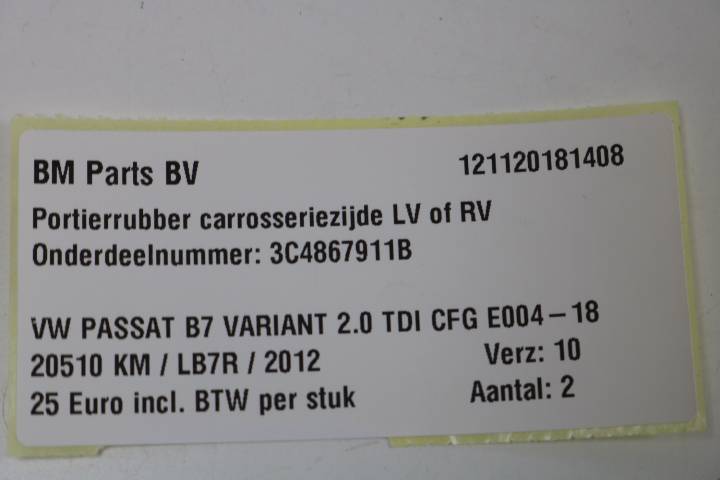 BM Parts BV 121120181408
Portierrubber carrosseriezijde LV of RV
Onderdeelnummer: 3C4867911B
VW PASSAT B7 VARIANT 2.0 TDI CFG E004-18
20510 KM / LB7R / 2012 Verz: 10
25 Euro incl. BTW per stuk Aantal: 2